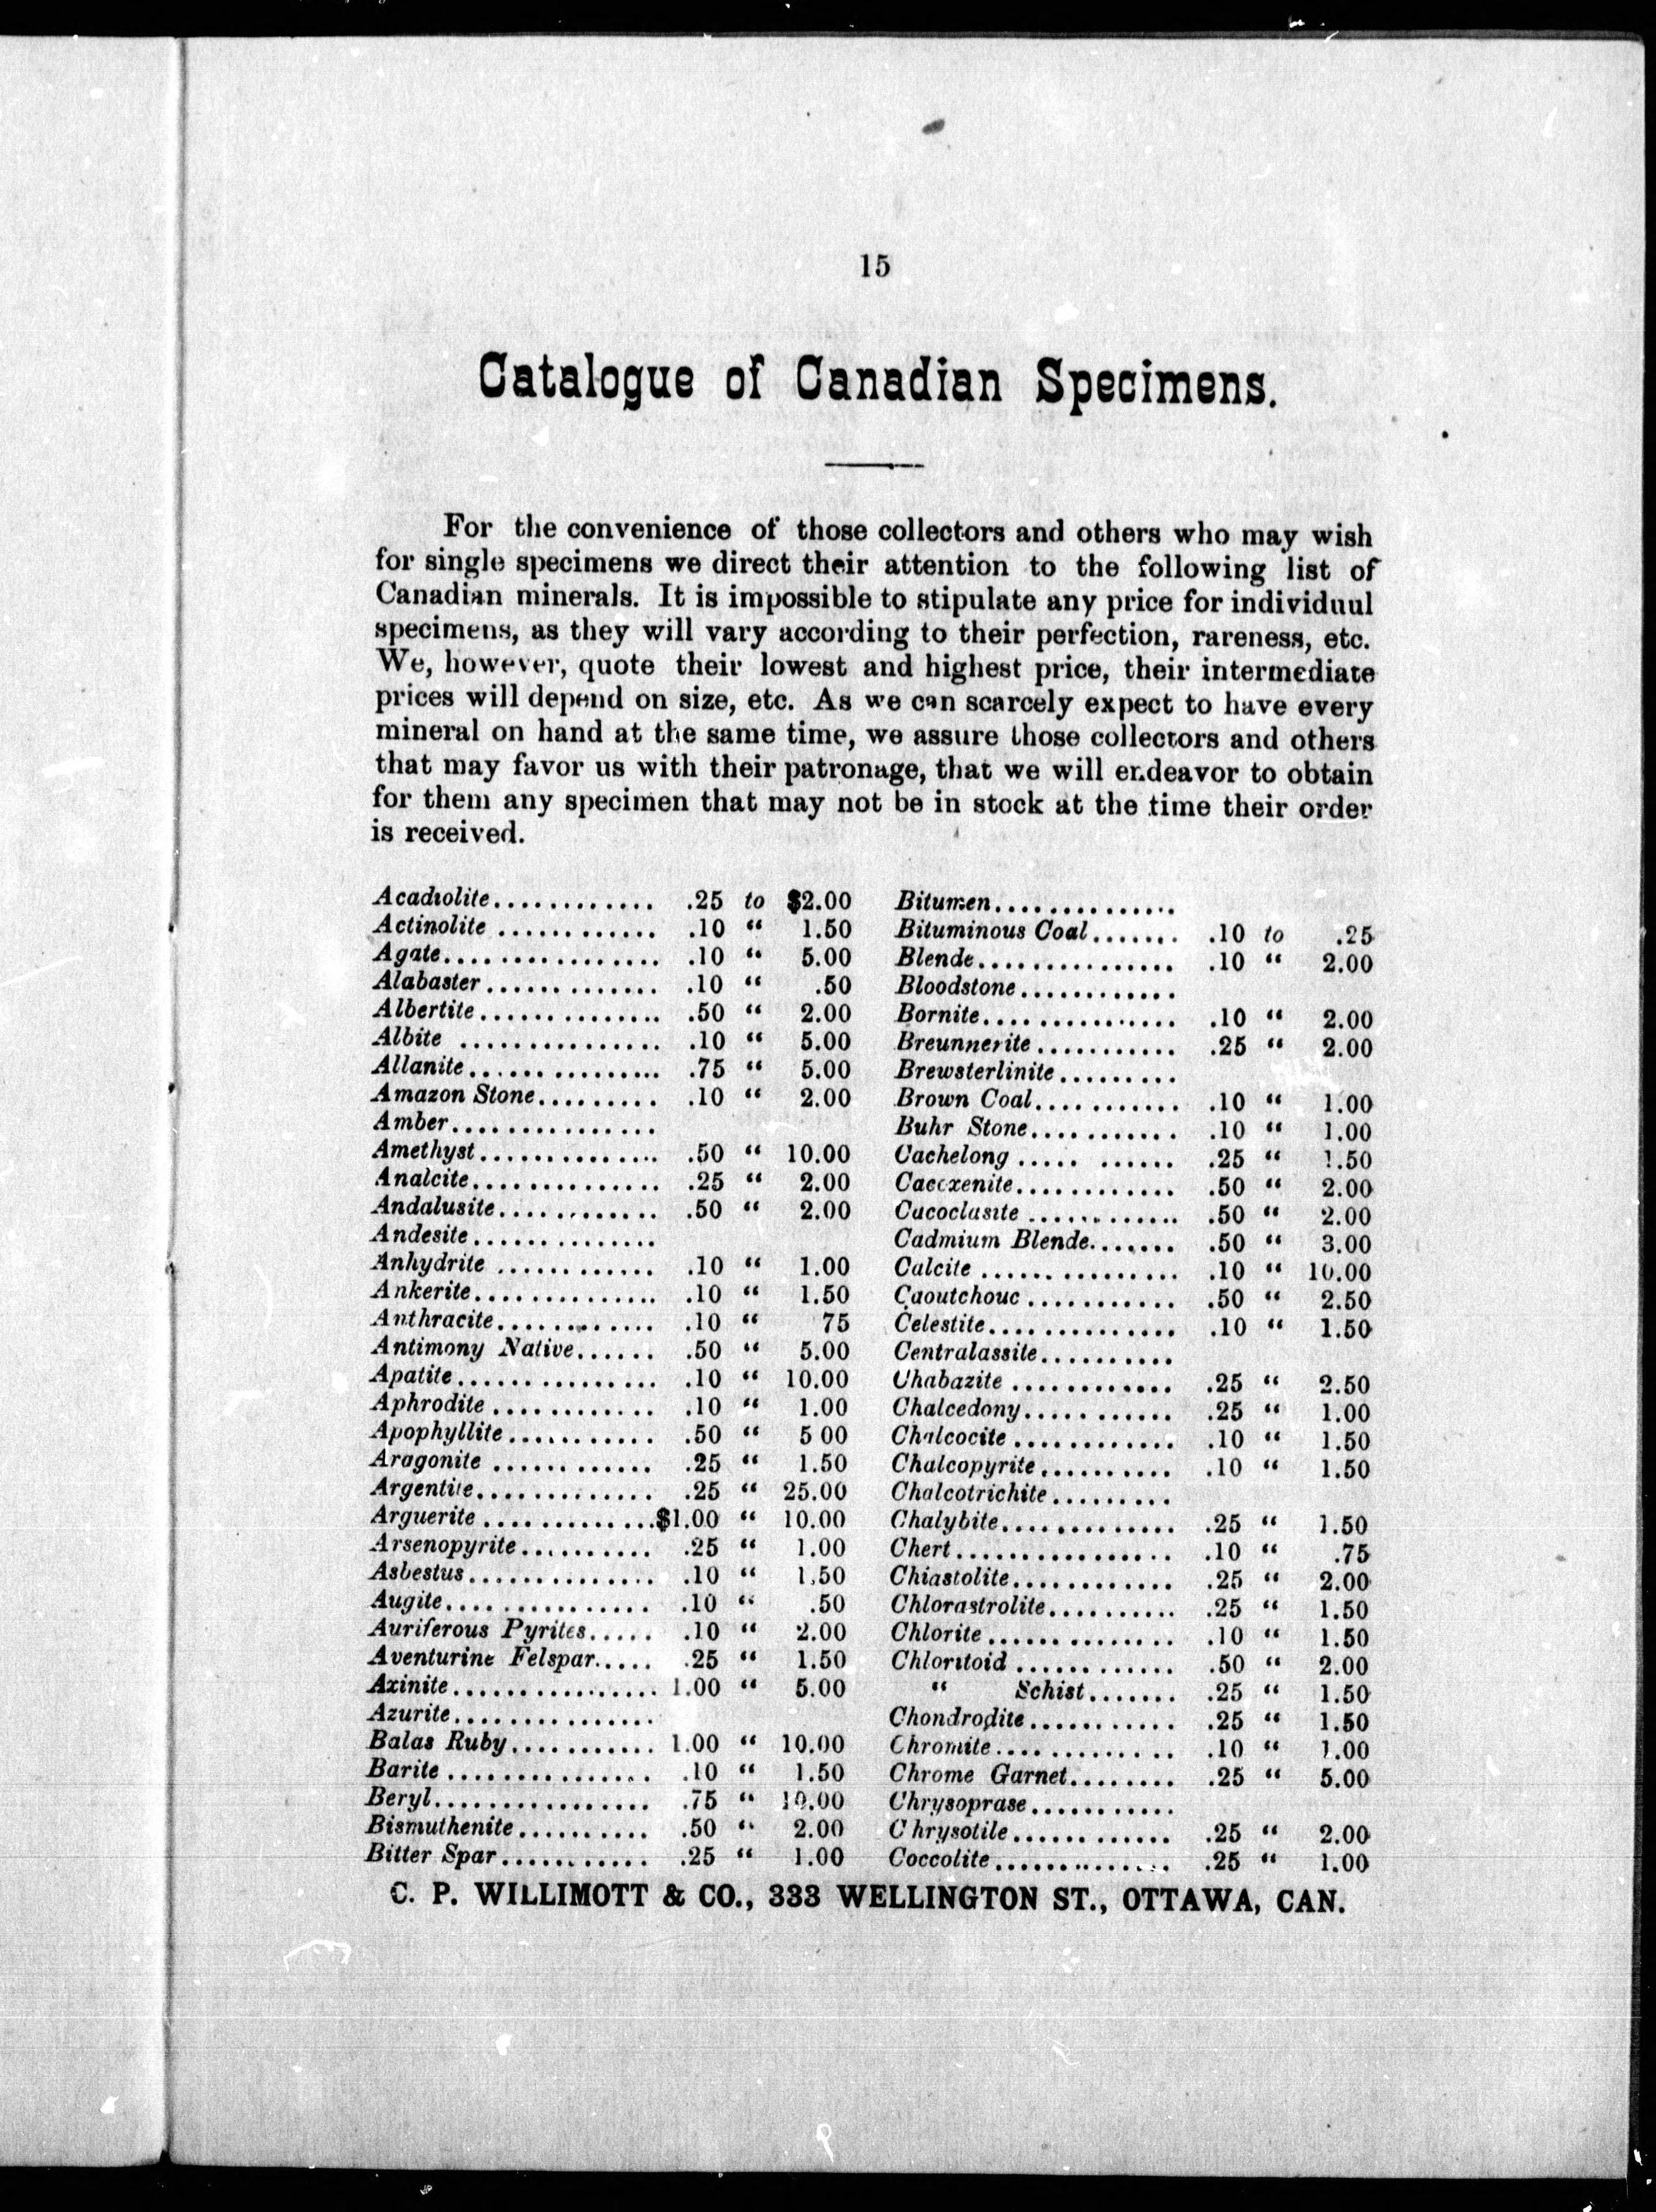 15
Catalogue of Canadian Specimens.
For the convenience of those collectors and others who may wish
for single specimens we direct their attention to the following list of
Canadian minerals. It is impossible to stipulate any price for individuul
specimens, as they will vary according to their perfection, rareness, etc.
We, however, quote their lowest and highest price, their intermediate
prices will depend on size, etc. As we can scarcely expect to have every
mineral on hand at the same time, we assure those collectors and others
that may favor us with their patronage, that we will endeavor to obtain
for them any specimen that may not be in stock at the time their order
is received.
Acadiolite............ .25 to $2.00
Actinolite ............ .10 “ 1.50
Agate................ .10 “ 5.00
Alabaster ............. .10 “ .50
Albertite.............. .50 “ 2.00
Albite ............... .10 “ 5.00
Allanite............... .75 “ 5.00
Amazon Stone......... .10 “ 2.00
Amber...............
Amethyst.............. .50 “ 10.00
Analcite.............. .25 “ 2.00
Andalusite............ .50 “ 2.00
Andesite..............
Anhydrite ............ .10 “ 1.00
Ankerite.............. .10 “ 1.50
Anthracite............ .10 “ 75
Antimony Native...... .50 “ 5.00
Apatite............... .10 “ 10.00
Aphrodite ............ .10 “ 1.00
Apophyllite........... .50 “ 5 00
Aragonite ............ .25 “ 1.50
Argentite............. .25 “ 25.00
Arguerite .............$1.00 “ 10.00
Arsenopyrite.......... .25 “ 1.00
Asbestus.............. .10 “ 1.50
Augite................ .10 “ .50
Auriferous Pyrites..... .10 “ 2.00
Aventurine Felspar..... .25 “ 1.50
Axinite................ 1.00 “ 5.00
Azurite...............
Balas Ruby........... 1.00 “ 10.00
Barite ............... .10 “ 1.50
Beryl................ .75 “ 10.00
Bismuthenite.......... .50 “ 2.00
Bitter Spar........... .25 “ 1.00
Bitumen..............
Bituminous Coal....... .10 to .25
Blende............... .10 “ 2.00
Bloodstone............
Bornite............... .10 “ 2.00
Breunnerite........... .25 “ 2.00
Brewsterlinite.........
Brown Coal........... .10 “ 1.00
Buhr Stone........... .10 “ 1.00
Cachelong ..... ...... .25 “ 1.50
Cacoxenite............ .50 “ 2.00
Cacoclasite ............ .50 “ 2.00
Cadmium Blende....... .50 “ 3.00
Calcite ............... .10 “ 10.00
Caoutchouc........... .50 “ 2.50
Celestite.............. .10 “ 1.50
Centralassite..........
Chabazite ............ .25 “ 2.50
Chalcedony........... .25 “ 1.00
Chalcocite............ .10 “ 1.50
Chalcopyrite.......... .10 “ 1.50
Chalcotrichite.........
Chalybite............. .25 “ 1.50
Chert................ .10 “ .75
Chiastolite............ .25 “ 2.00
Chlorastrolite.......... .25 “ 1.50
Chlorite.............. .10 “ 1.50
Chloritoid ............ .50 “ 2.00
“ Schist....... .25 “ 1.50
Chondrodite........... .25 “ 1.50
Chromite............. .10 “ 1.00
Chrome Garnet........ .25 “ 5.00
Chrysoprase...........
Chrysotile............ .25 “ 2.00
Coccolite............. .25 “ 1.00
C. P. WILLIMOTT & CO., 333 WELLINGTON ST., OTTAWA, CAN.